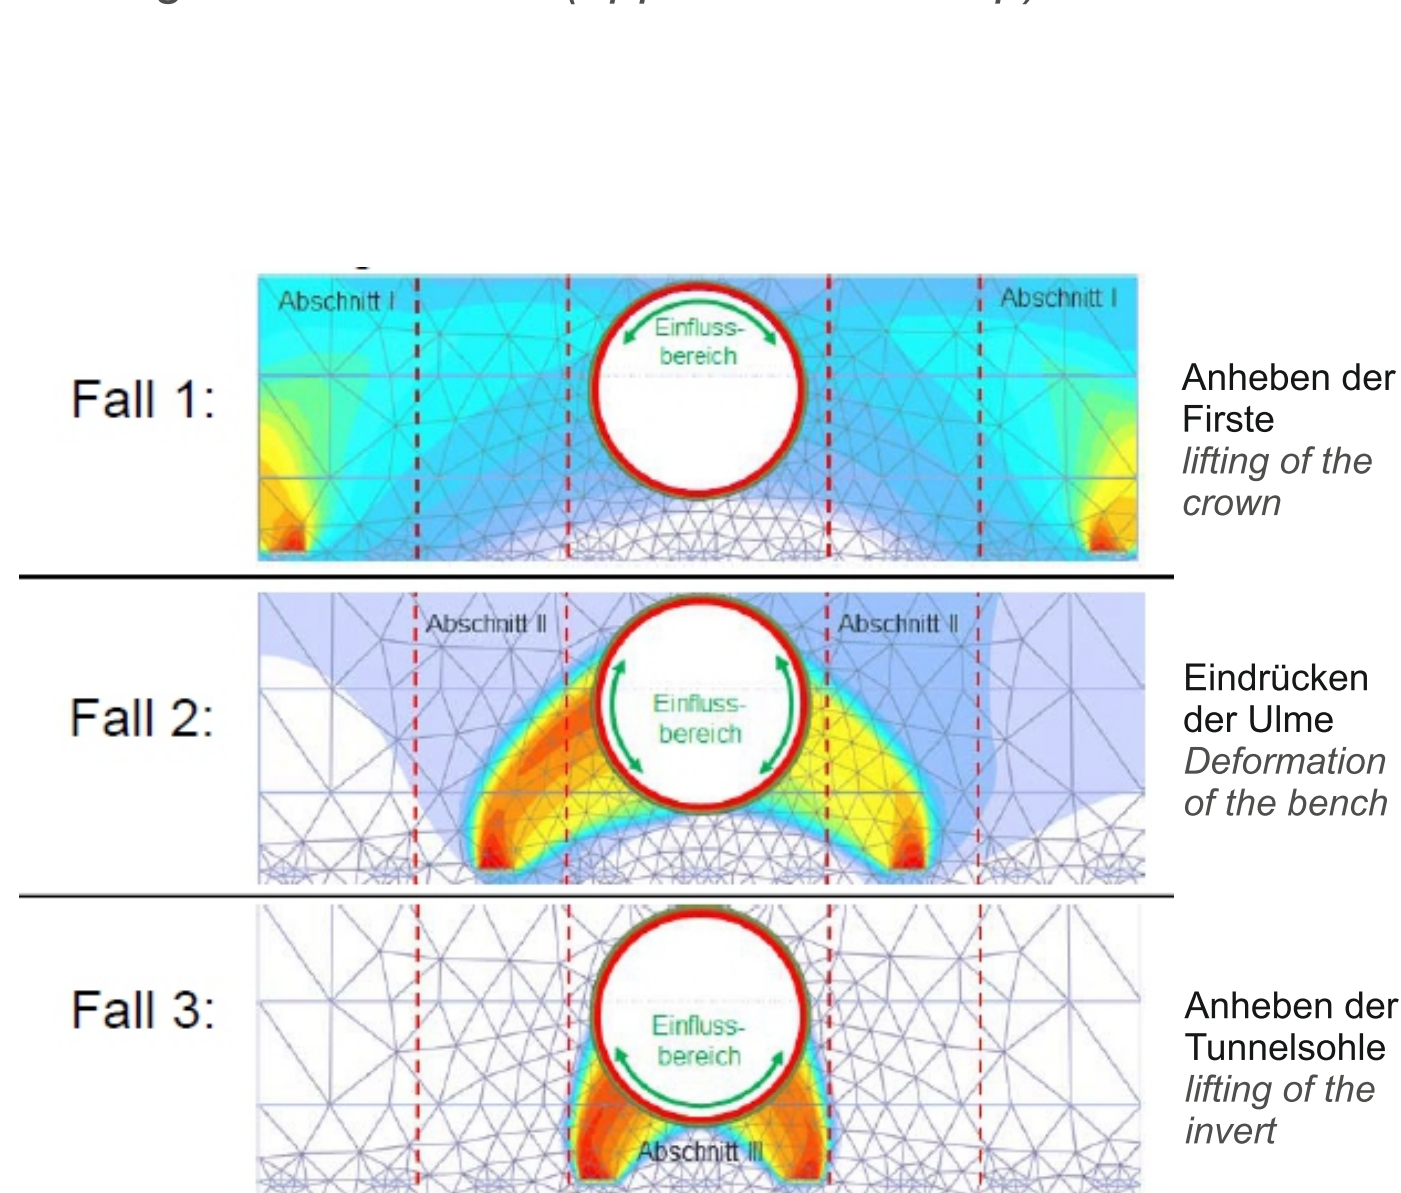 Abschnitt I
Abschnitt I
Einfluss-
bereich
Fall 1:
Anheben der
Firste
lifting of the
crown
Abschnitt II
Abschnitt II
Einfluss-
bereich
Fall 2:
Eindrücken
der Ulme
Deformation
of the bench
Fall 3:
Einfluss-
bereich
Abschnitt III
Anheben der
Tunnelsohle
lifting of the
invert